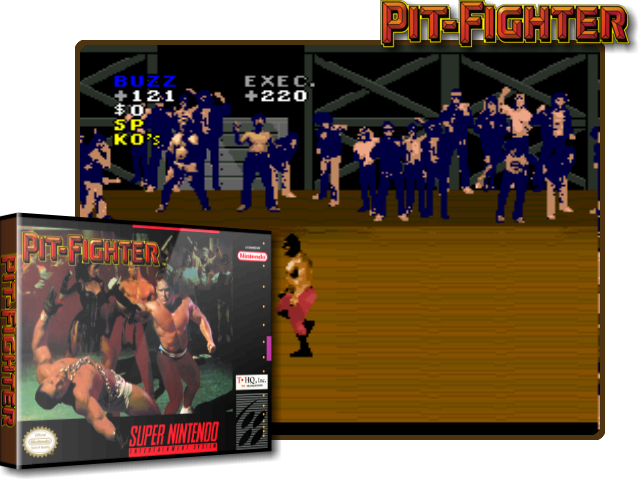 PIT-FIGHTER
BUZZ EXEC.
+121 +220
$0
SP
KO's
PIT-FIGHTER
PIT-FIGHTER
Nintendo
T•HQ, Inc.
SUPER NINTENDO
ENTERTAINMENT SYSTEM